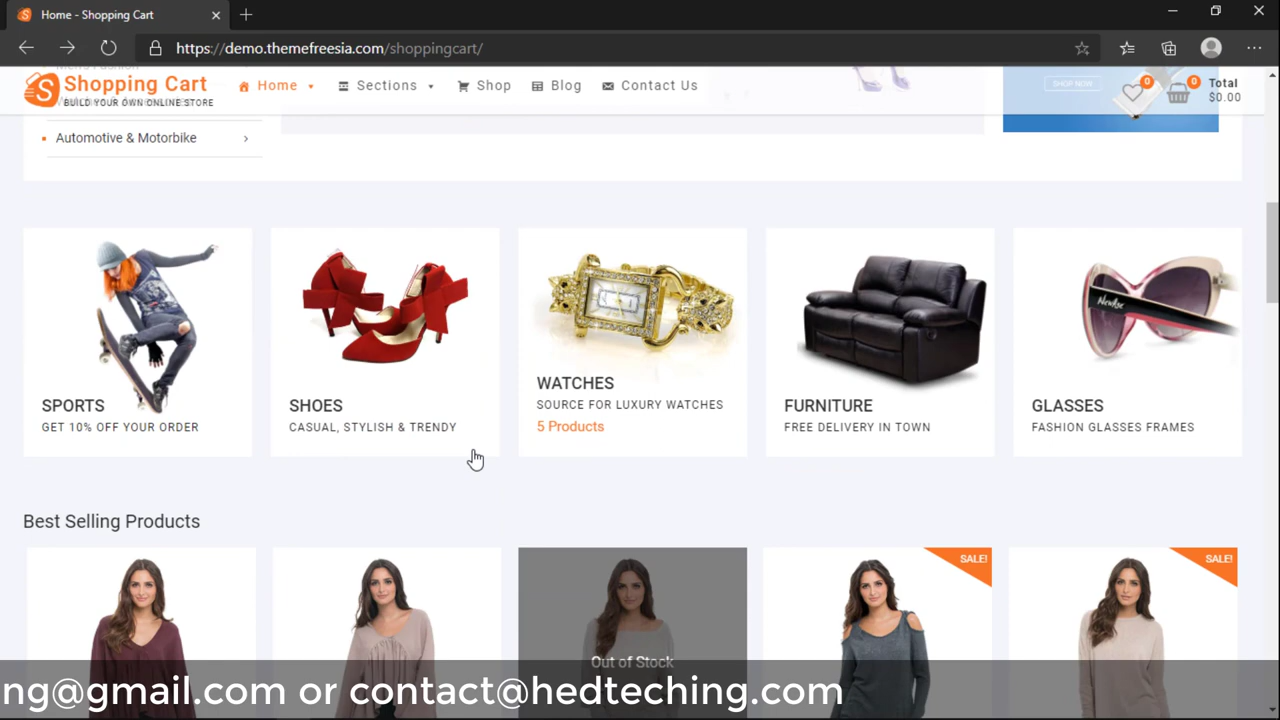 Home - Shopping Cart
https://demo.themefreesia.com/shoppingcart/
Shopping Cart
BUILD YOUR OWN ONLINE STORE
Home
Sections
Shop
Blog
Contact Us
SHOP NOW
0
0
Total
$0.00
Automotive & Motorbike
SPORTS
GET 10% OFF YOUR ORDER
SHOES
CASUAL, STYLISH & TRENDY
WATCHES
SOURCE FOR LUXURY WATCHES
5 Products
FURNITURE
FREE DELIVERY IN TOWN
GLASSES
FASHION GLASSES FRAMES
Best Selling Products
Out of Stock
SALE!
SALE!
ng@gmail.com or contact@hedteching.com